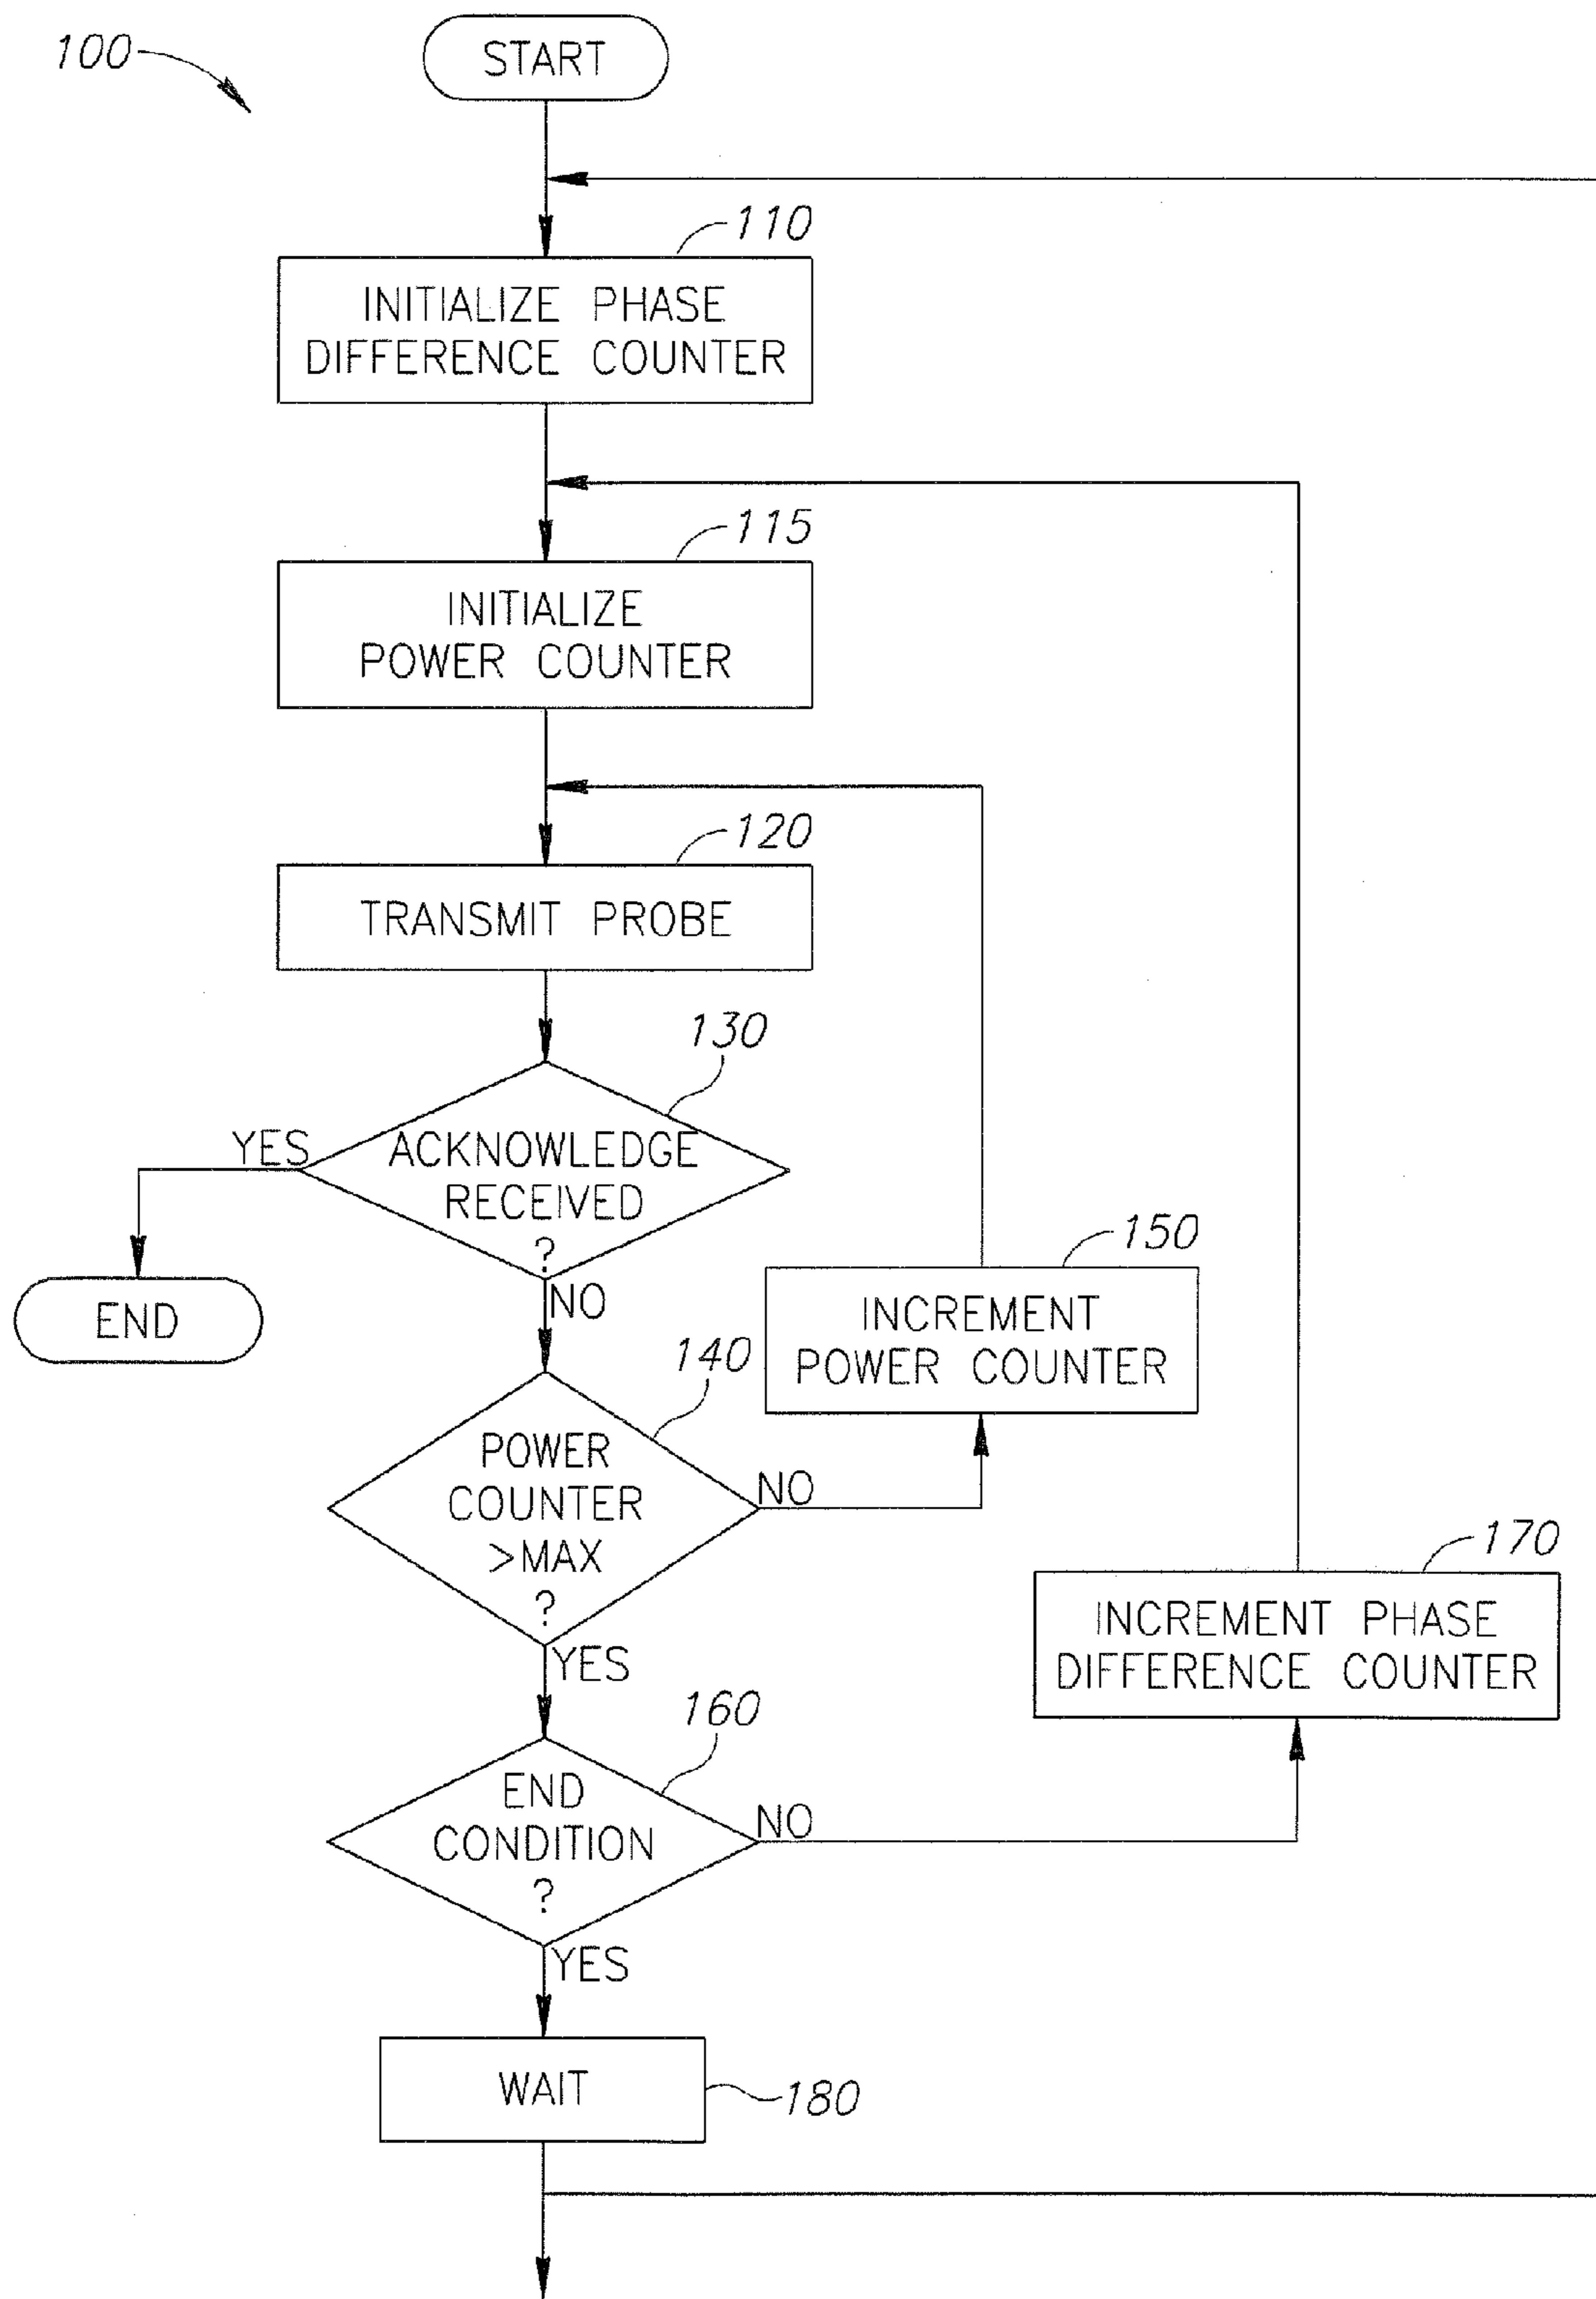 100
START
110
INITIALIZE PHASE
DIFFERENCE COUNTER
115
INITIALIZE
POWER COUNTER
120
TRANSMIT PROBE
130
YES
ACKNOWLEDGE
RECEIVED
?
END
NO
150
INCREMENT
POWER COUNTER
140
POWER
COUNTER
>MAX
?
NO
170
INCREMENT PHASE
DIFFERENCE COUNTER
YES
160
END
CONDITION
?
NO
YES
WAIT
180